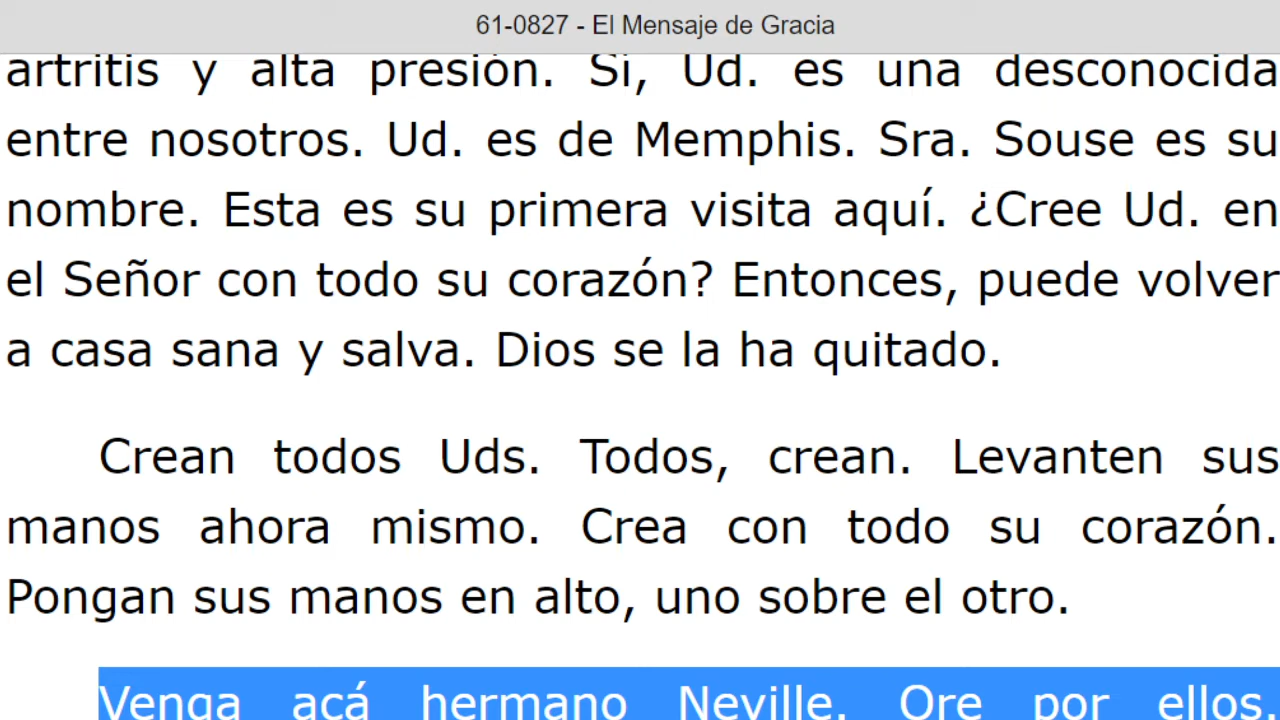 61-0827 - El Mensaje de Gracia
artritis y alta presión. Sí, Ud. es una desconocida
entre nosotros. Ud. es de Memphis. Sra. Souse es su
nombre. Esta es su primera visita aquí. ¿Cree Ud. en
el Señor con todo su corazón? Entonces, puede volver
a casa sana y salva. Dios se la ha quitado.
Crean todos Uds. Todos, crean. Levanten sus
manos ahora mismo. Crea con todo su corazón.
Pongan sus manos en alto, uno sobre el otro.
Venga acá hermano Neville. Ore por ellos.